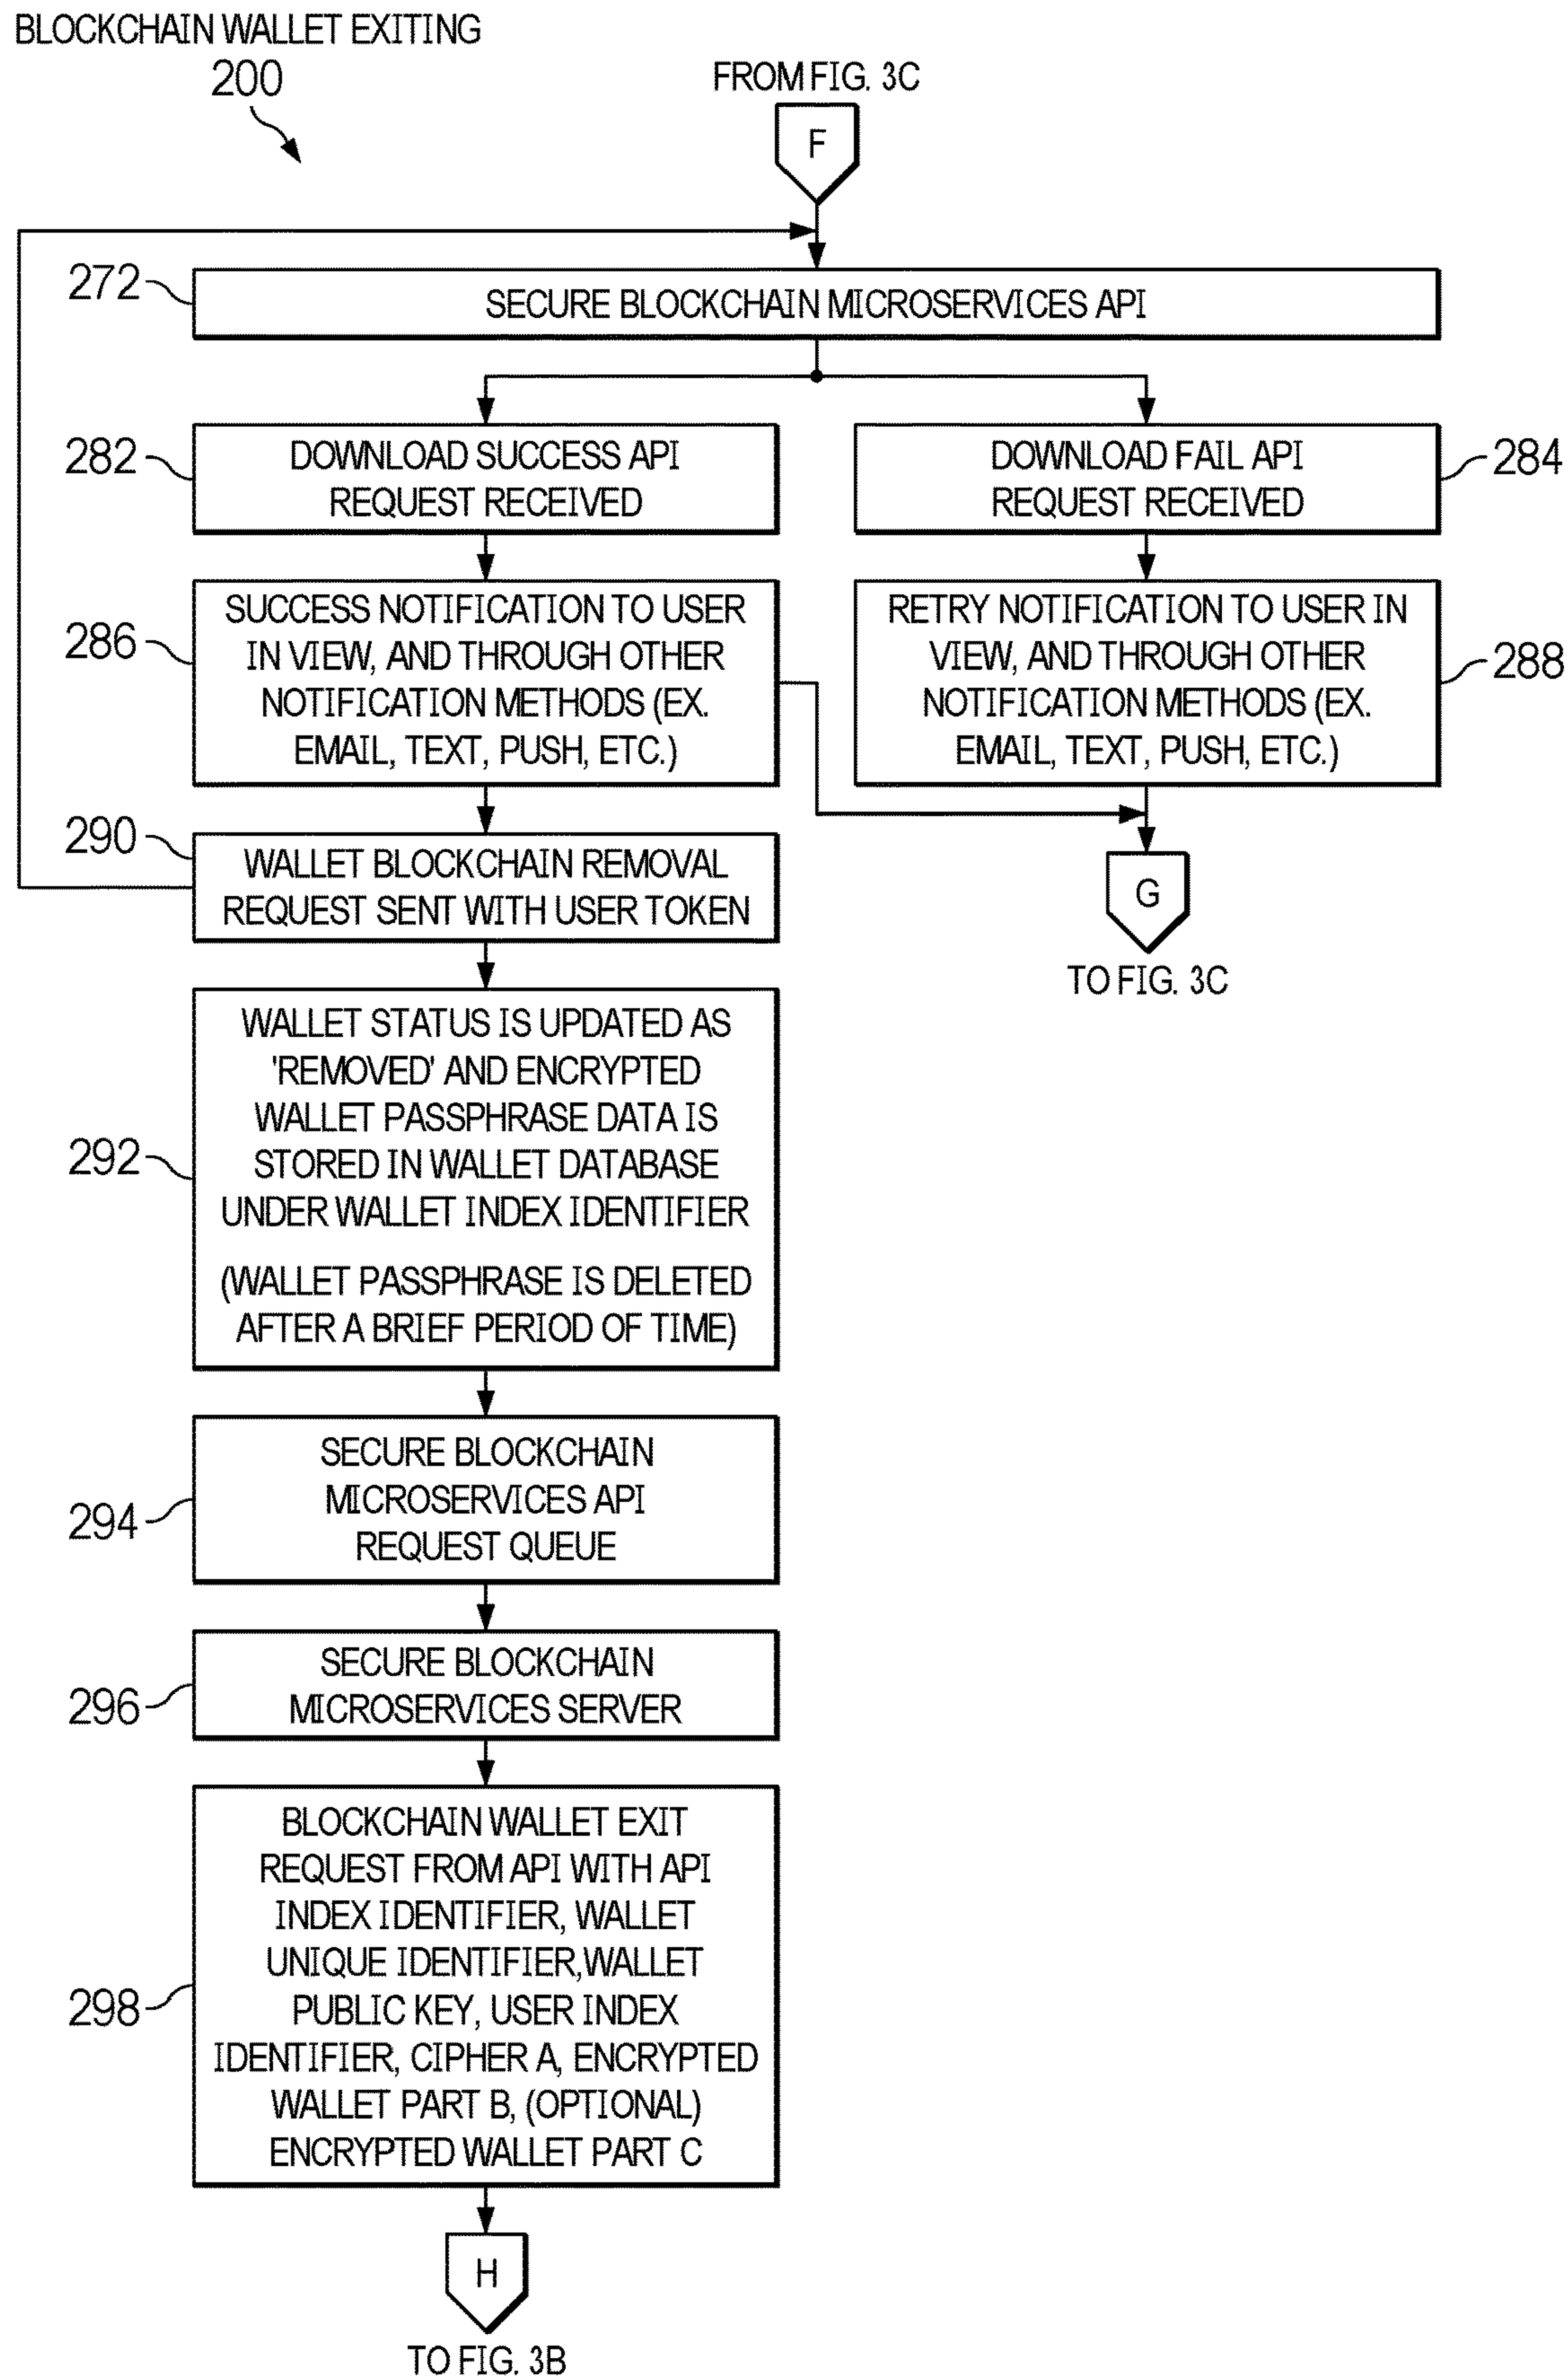 BLOCKCHAIN WALLET EXITING
200
FROM FIG. 3C
F
272
SECURE BLOCKCHAIN MICROSERVICES API
282
DOWNLOAD SUCCESS API
REQUEST RECEIVED
DOWNLOAD FAIL API
REQUEST RECEIVED
284
286
SUCCESS NOTIFICATION TO USER
IN VIEW, AND THROUGH OTHER
NOTIFICATION METHODS (EX.
EMAIL, TEXT, PUSH, ETC.)
RETRY NOTIFICATION TO USER IN
VIEW, AND THROUGH OTHER
NOTIFICATION METHODS (EX.
EMAIL, TEXT, PUSH, ETC.)
288
290
WALLET BLOCKCHAIN REMOVAL
REQUEST SENT WITH USER TOKEN
G
TO FIG. 3C
292
WALLET STATUS IS UPDATED AS
'REMOVED' AND ENCRYPTED
WALLET PASSPHRASE DATA IS
STORED IN WALLET DATABASE
UNDER WALLET INDEX IDENTIFIER
(WALLET PASSPHRASE IS DELETED
AFTER A BRIEF PERIOD OF TIME)
294
SECURE BLOCKCHAIN
MICROSERVICES API
REQUEST QUEUE
296
SECURE BLOCKCHAIN
MICROSERVICES SERVER
298
BLOCKCHAIN WALLET EXIT
REQUEST FROM API WITH API
INDEX IDENTIFIER, WALLET
UNIQUE IDENTIFIER,WALLET
PUBLIC KEY, USER INDEX
IDENTIFIER, CIPHER A, ENCRYPTED
WALLET PART B, (OPTIONAL)
ENCRYPTED WALLET PART C
H
TO FIG. 3B